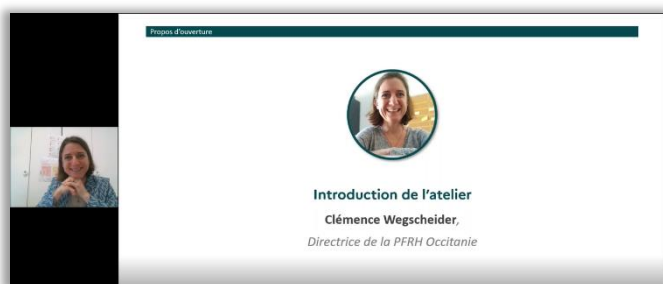 Propos d'ouverture
Introduction de l'atelier
Clémence Wegscheider,
Directrice de la PFRH Occitanie